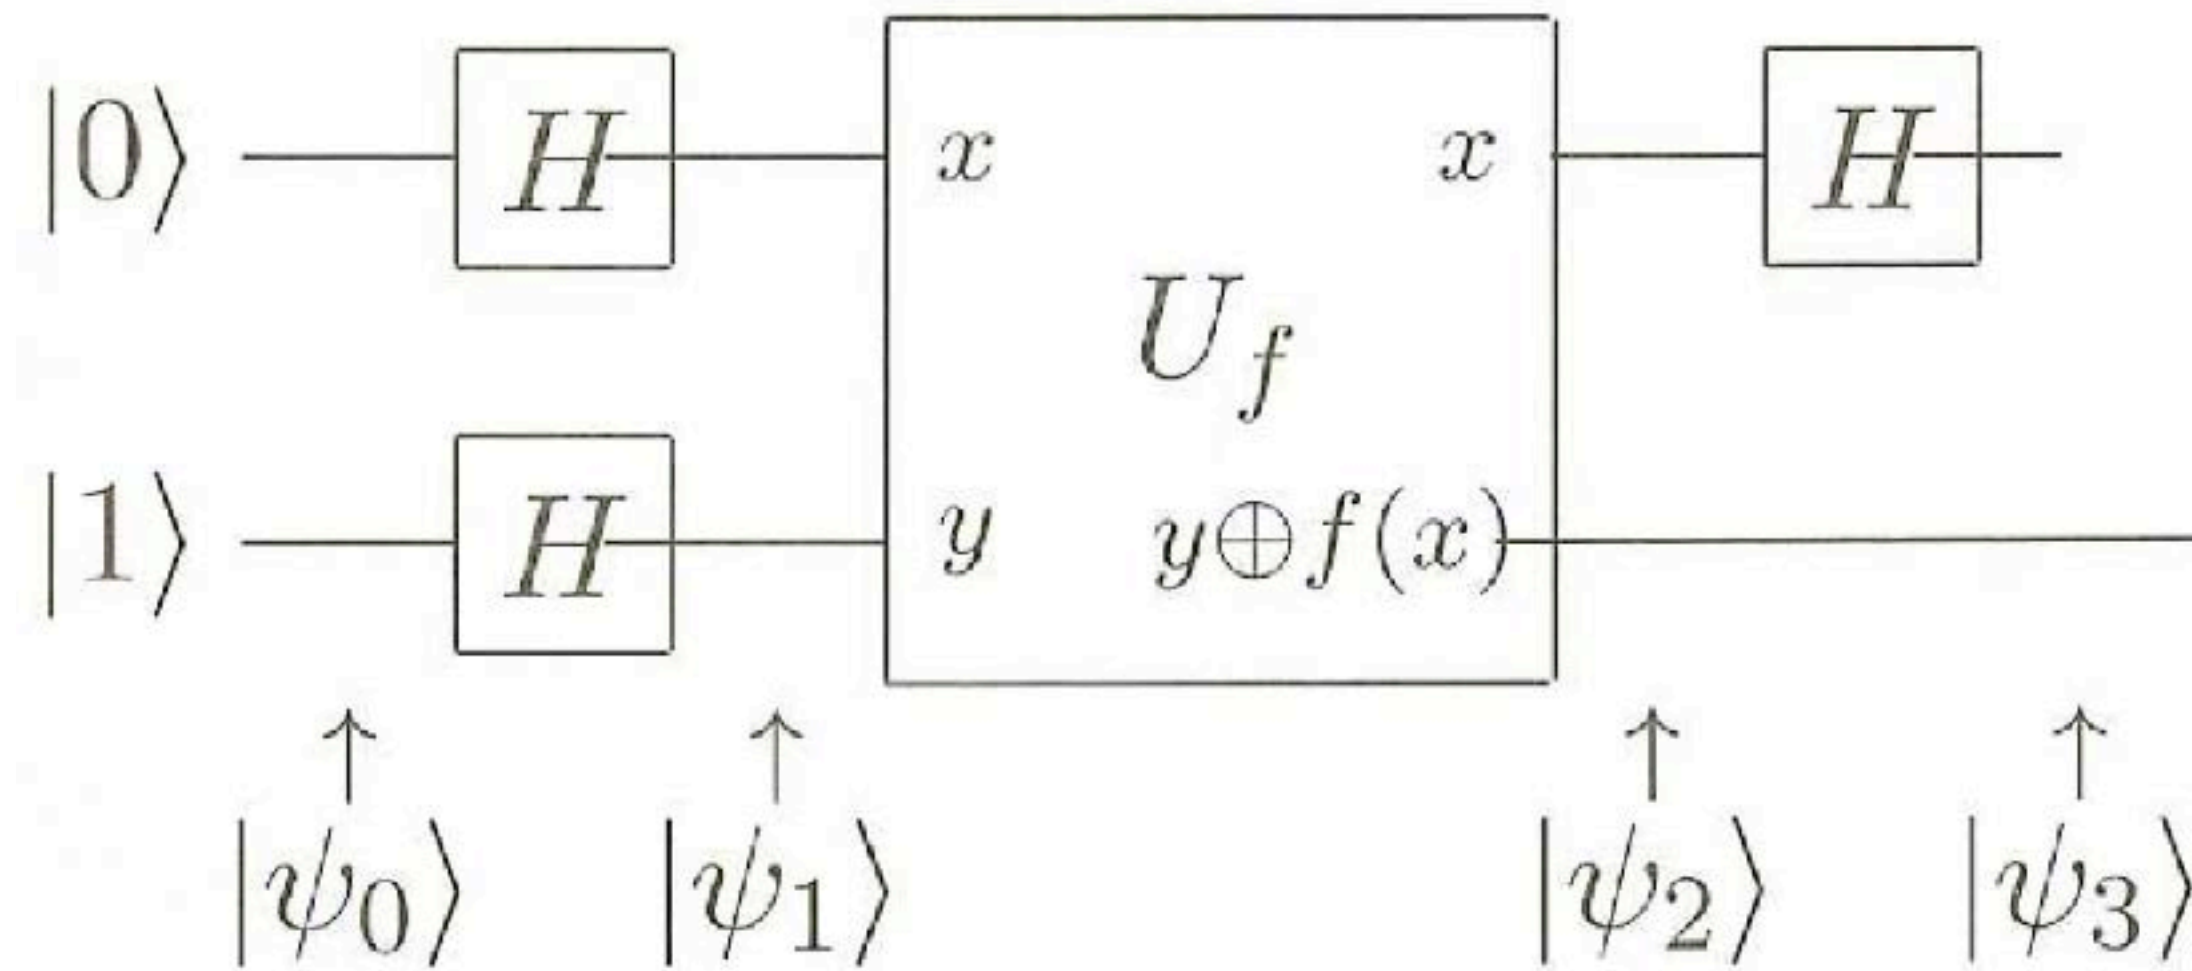 |0⟩ H x x H
U_f
|1⟩ H y y⊕f(x)
↑ ↑ ↑ ↑
|ψ₀⟩ |ψ₁⟩ |ψ₂⟩ |ψ₃⟩